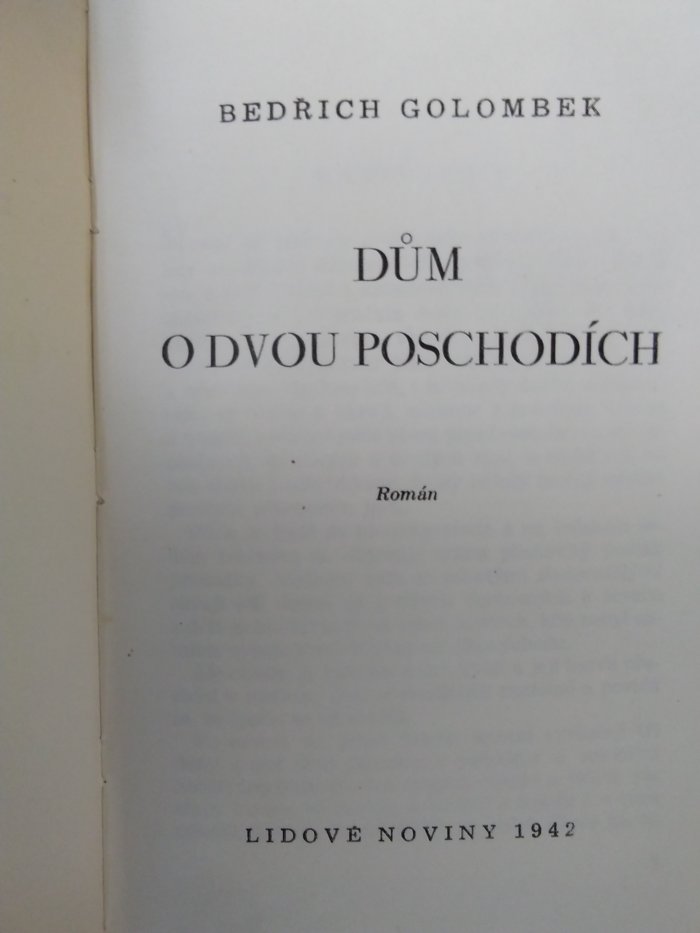 BEDŘICH GOLOMBEK
DŮM
O DVOU POSCHODÍCH
Román
LIDOVÉ NOVINY 1942